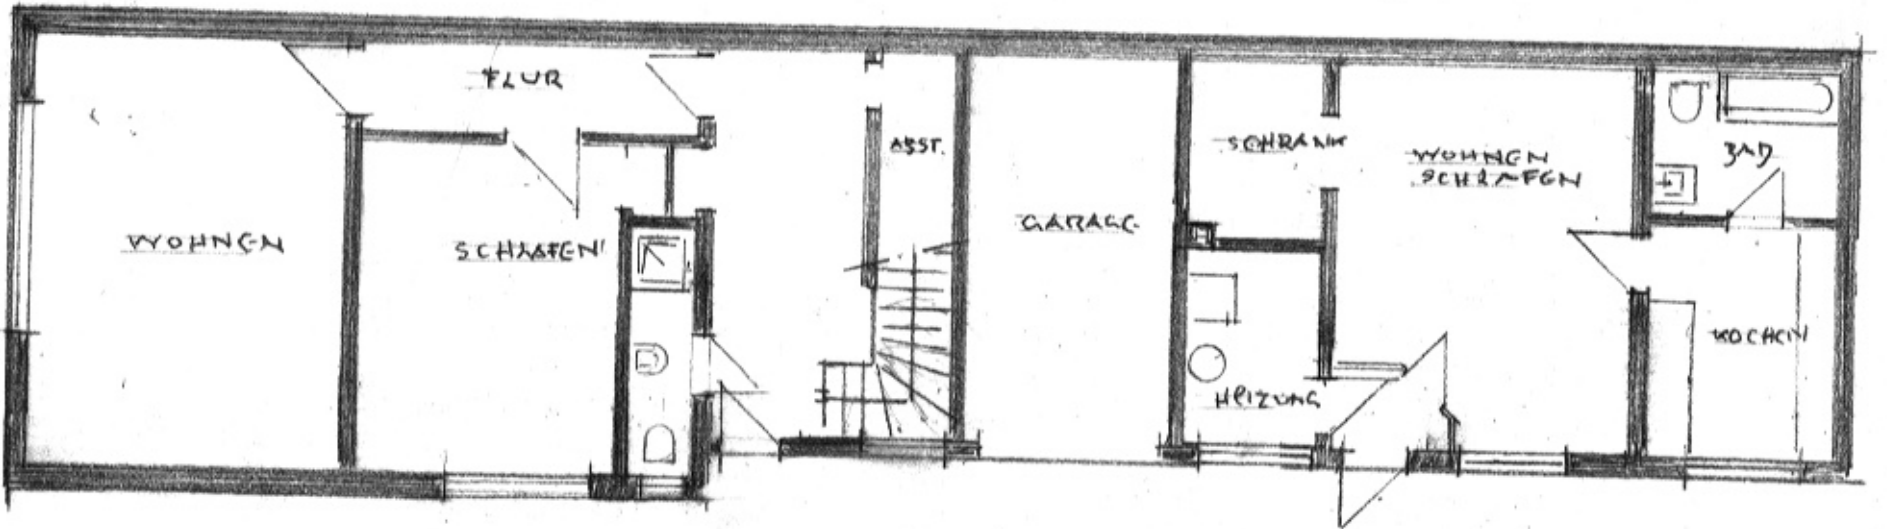 FLUR
ABST.
SCHRANK
WOHNEN
SCHLAFEN
BAD
WOHNEN
SCHLAFEN
GARAGE
KOCHEN
HEIZUNG